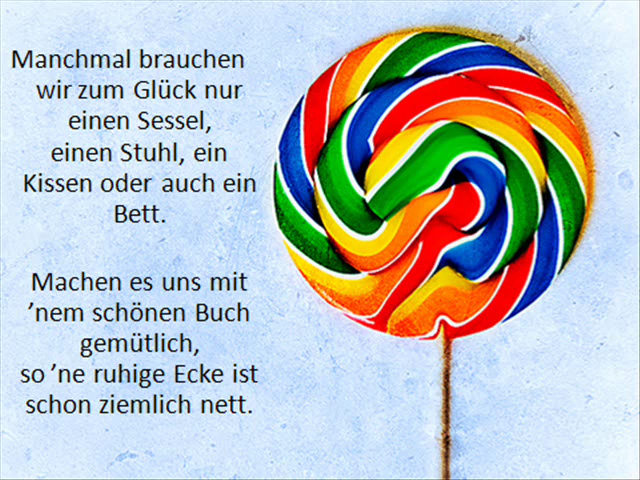 Manchmal brauchen
wir zum Glück nur
einen Sessel,
einen Stuhl, ein
Kissen oder auch ein
Bett.
Machen es uns mit
’nem schönen Buch
gemütlich,
so ’ne ruhige Ecke ist
schon ziemlich nett.